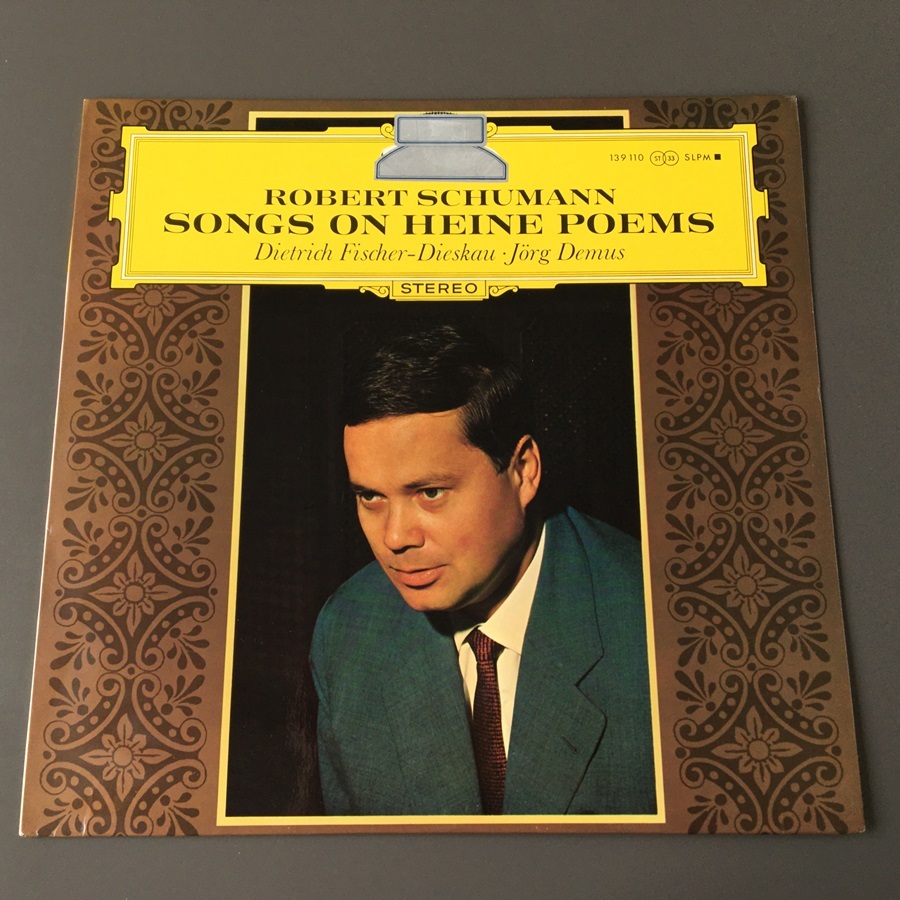 139 110 ST 33 SLPM ■
ROBERT SCHUMANN
SONGS ON HEINE POEMS
Dietrich Fischer-Dieskau · Jörg Demus
STEREO